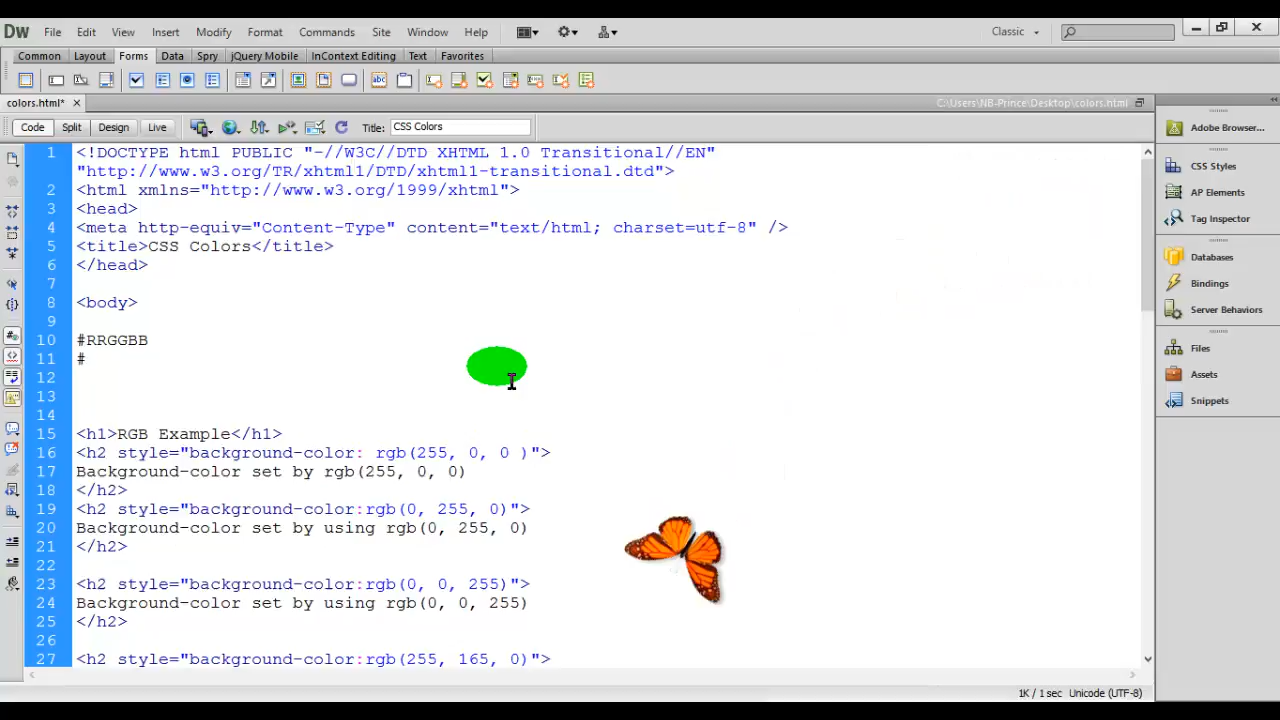 Dw File Edit View Insert Modify Format Commands Site Window Help Classic
Common Layout Forms Data Spry jQuery Mobile InContext Editing Text Favorites
abc
colors.html* C:\Users\NB-Prince\Desktop\colors.html
Code Split Design Live Title: CSS Colors
1 <!DOCTYPE html PUBLIC "-//W3C//DTD XHTML 1.0 Transitional//EN"
"http://www.w3.org/TR/xhtml1/DTD/xhtml1-transitional.dtd">
2 <html xmlns="http://www.w3.org/1999/xhtml">
3 <head>
4 <meta http-equiv="Content-Type" content="text/html; charset=utf-8" />
5 <title>CSS Colors</title>
6 </head>
7
8 <body>
9
10 #RRGGBB
11 #
12
13
14
15 <h1>RGB Example</h1>
16 <h2 style="background-color: rgb(255, 0, 0 )">
17 Background-color set by rgb(255, 0, 0)
18 </h2>
19 <h2 style="background-color:rgb(0, 255, 0)">
20 Background-color set by using rgb(0, 255, 0)
21 </h2>
22
23 <h2 style="background-color:rgb(0, 0, 255)">
24 Background-color set by using rgb(0, 0, 255)
25 </h2>
26
27 <h2 style="background-color:rgb(255, 165, 0)">
Adobe Browser...
CSS Styles
AP Elements
Tag Inspector
Databases
Bindings
Server Behaviors
Files
Assets
Snippets
1K / 1 sec Unicode (UTF-8)